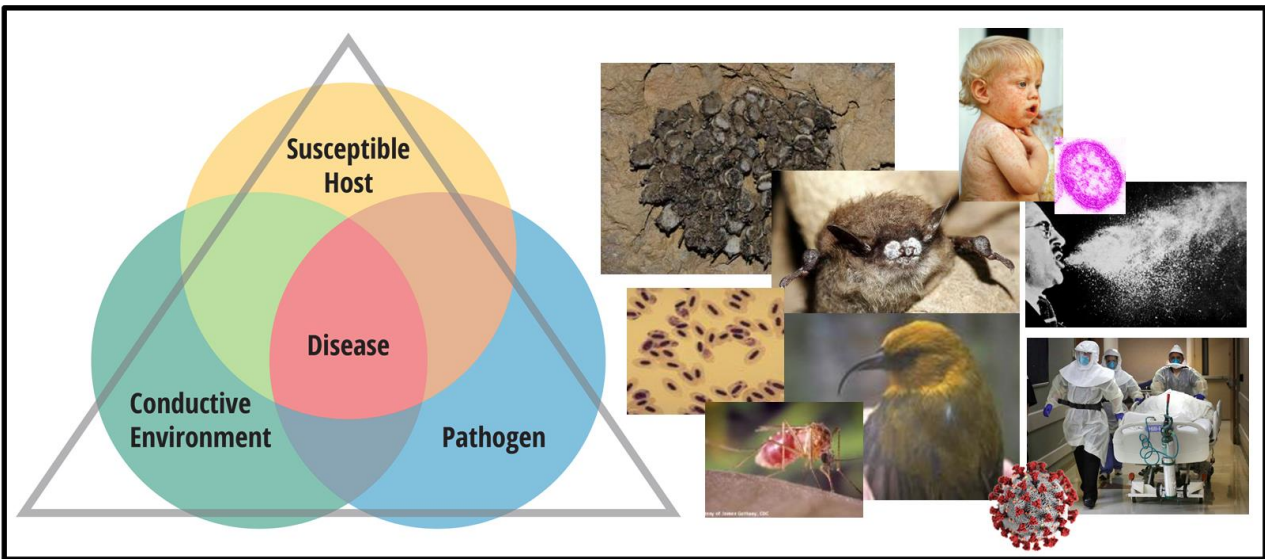 Susceptible
Host
Disease
Conductive
Environment
Pathogen